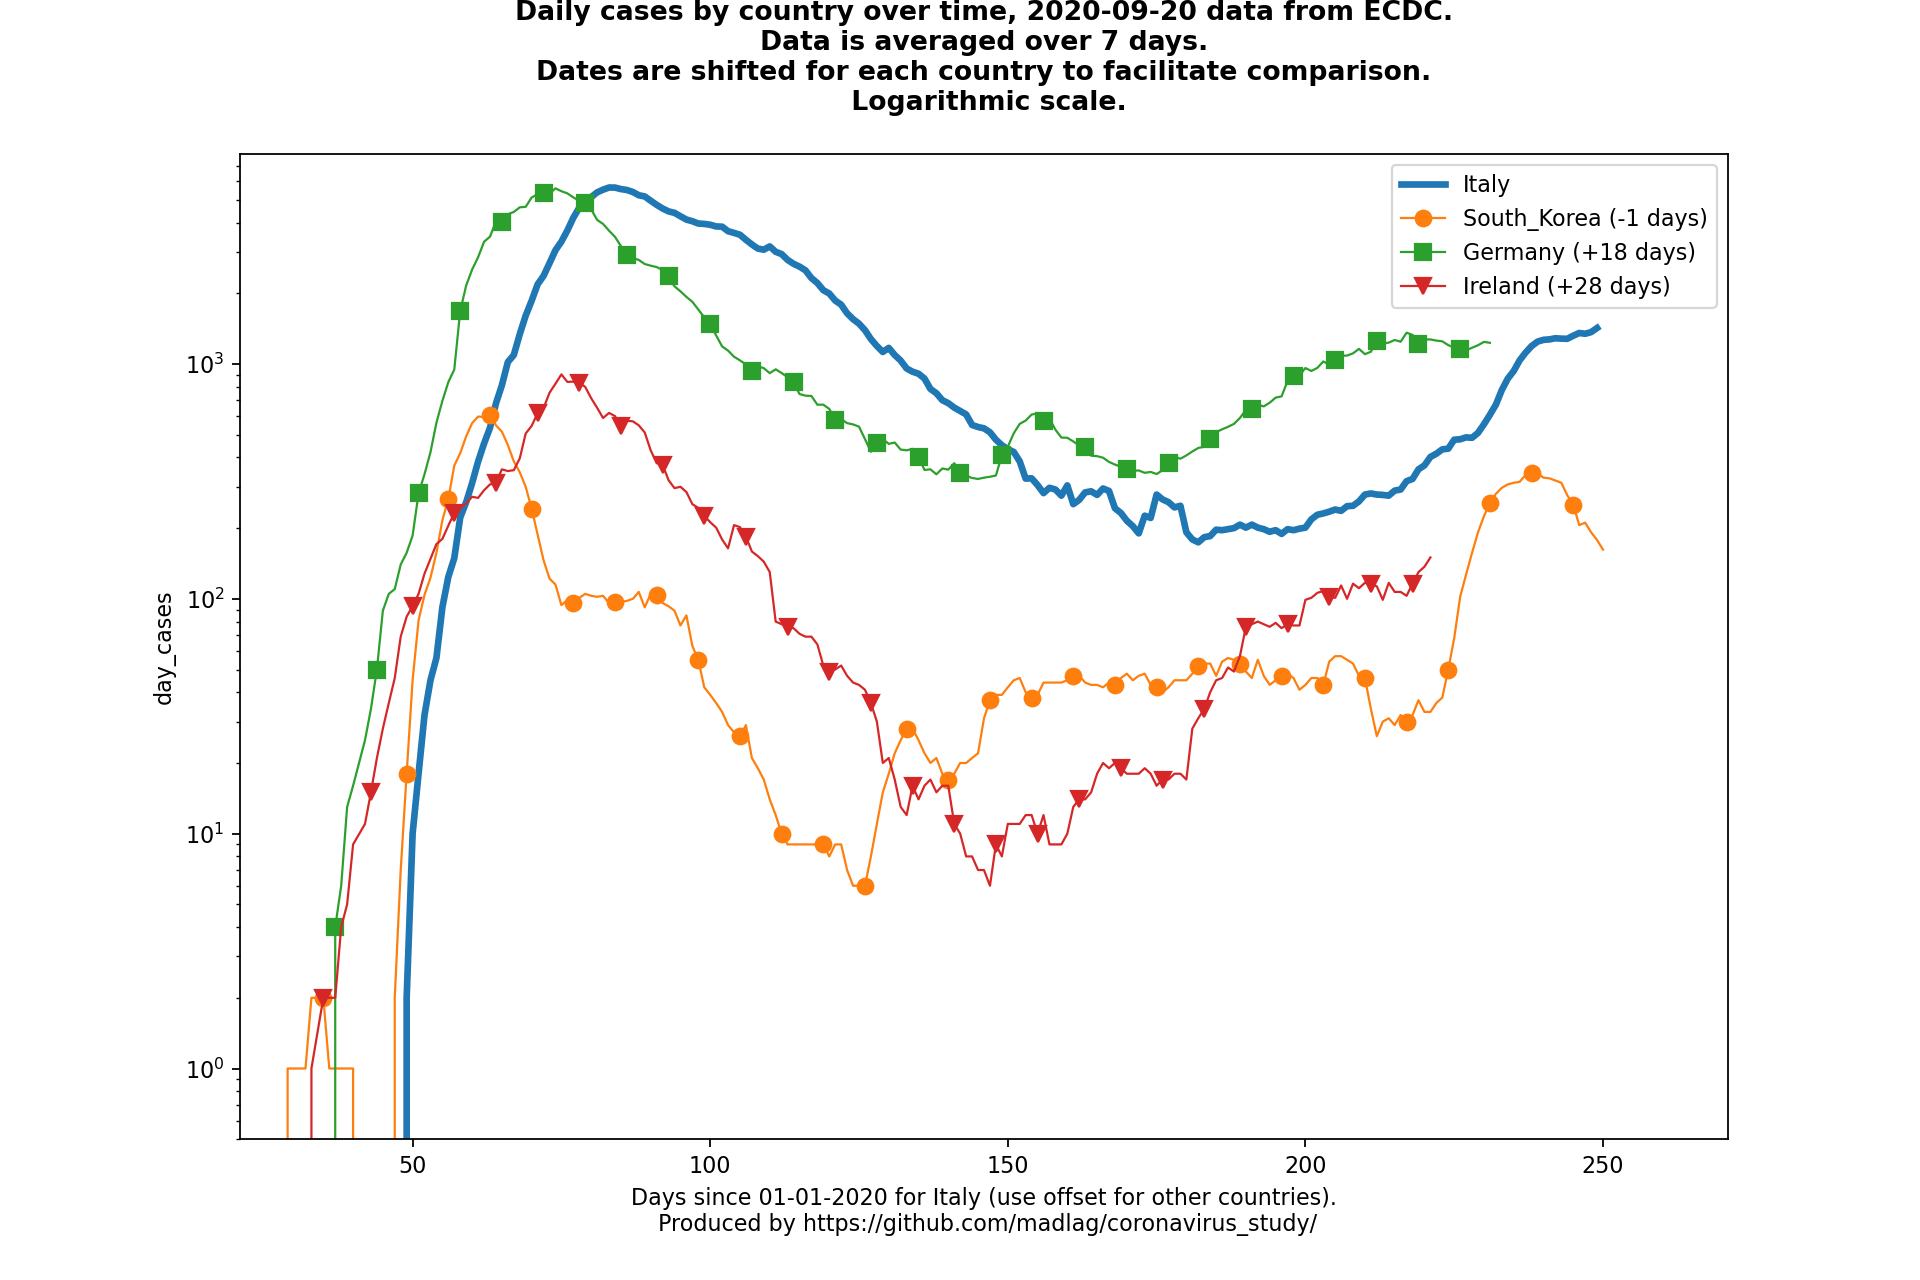 Daily cases by country over time, 2020-09-20 data from ECDC.
Data is averaged over 7 days.
Dates are shifted for each country to facilitate comparison.
Logarithmic scale.
Italy
South_Korea (-1 days)
Germany (+18 days)
Ireland (+28 days)
day_cases
10³
10²
10¹
10⁰
50
100
150
200
250
Days since 01-01-2020 for Italy (use offset for other countries).
Produced by https://github.com/madlag/coronavirus_study/